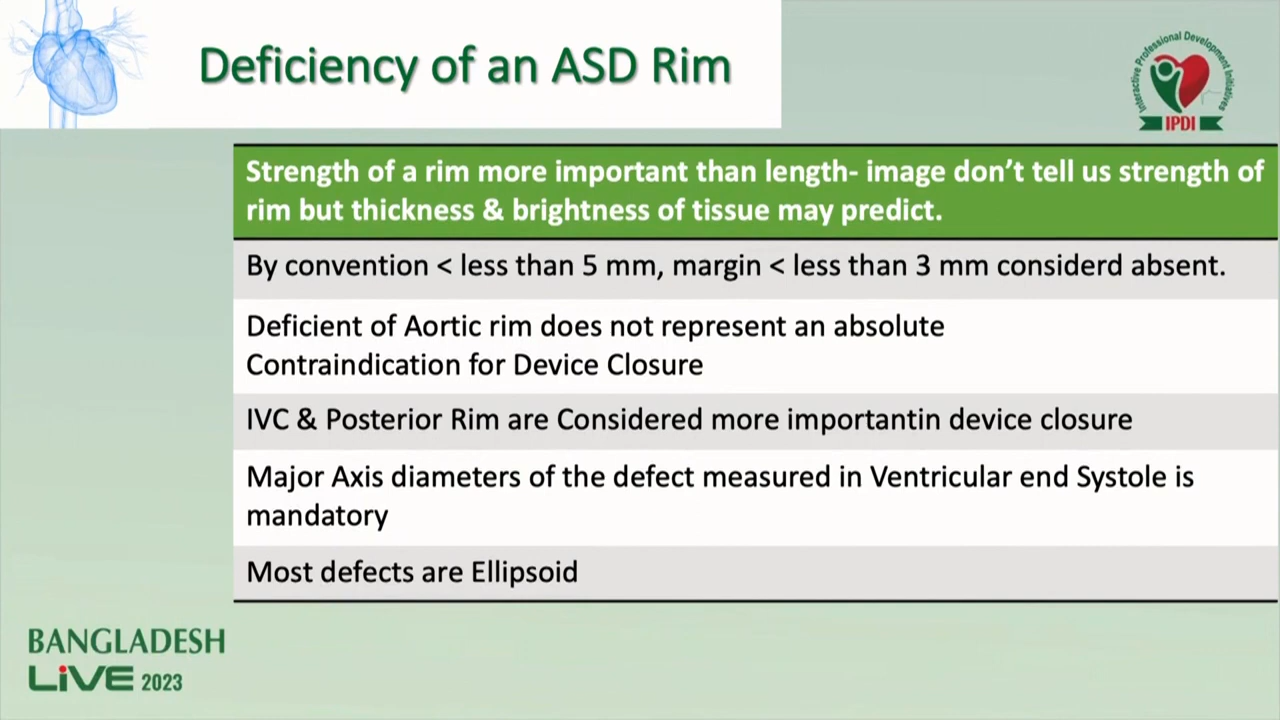 Deficiency of an ASD Rim
Interactive Professional Development Initiatives
IPDI
Strength of a rim more important than length- image don’t tell us strength of
rim but thickness & brightness of tissue may predict.
By convention < less than 5 mm, margin < less than 3 mm considerd absent.
Deficient of Aortic rim does not represent an absolute
Contraindication for Device Closure
IVC & Posterior Rim are Considered more importantin device closure
Major Axis diameters of the defect measured in Ventricular end Systole is
mandatory
Most defects are Ellipsoid
BANGLADESH
LiVE 2023